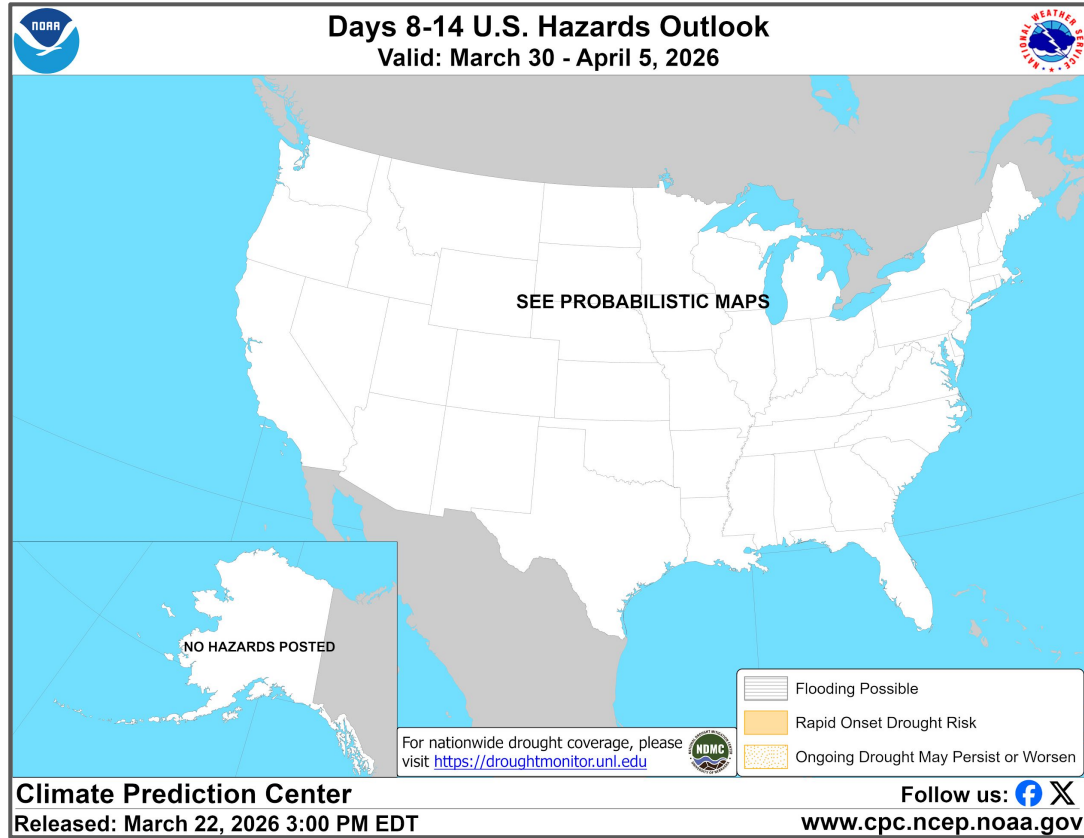 NOAA
Days 8-14 U.S. Hazards Outlook
Valid: March 30 - April 5, 2026
NATIONAL WEATHER SERVICE
SEE PROBABILISTIC MAPS
NO HAZARDS POSTED
For nationwide drought coverage, please
visit https://droughtmonitor.unl.edu
NDMC
Flooding Possible
Rapid Onset Drought Risk
Ongoing Drought May Persist or Worsen
Climate Prediction Center
Follow us:
Released: March 22, 2026 3:00 PM EDT
www.cpc.ncep.noaa.gov